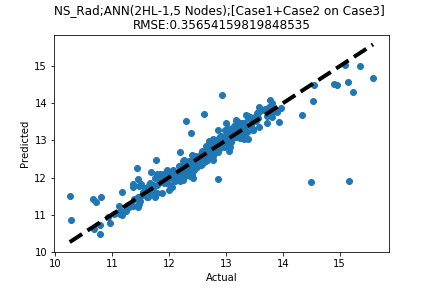 NS_Rad;ANN(2HL-1,5 Nodes);[Case1+Case2 on Case3]
RMSE:0.35654159819848535
15
14
13
12
11
10
Predicted
10 11 12 13 14 15
Actual